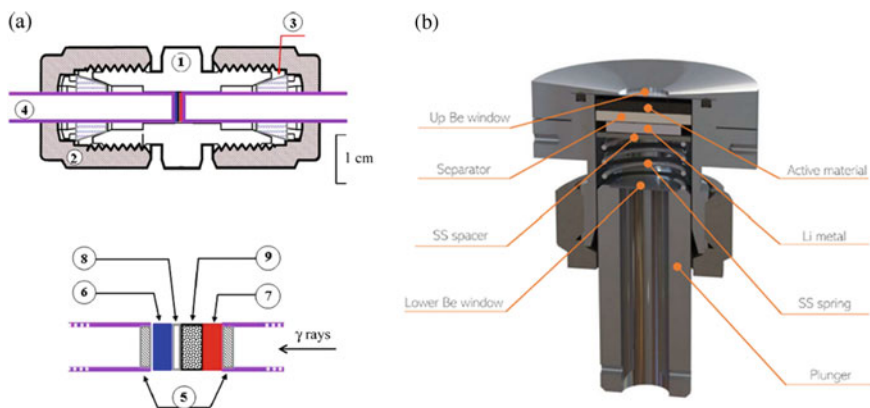 (a)
1
2
3
4
1 cm
8
9
6
7
γ rays
5
(b)
Up Be window
Separator
SS spacer
Lower Be window
Active material
Li metal
SS spring
Plunger